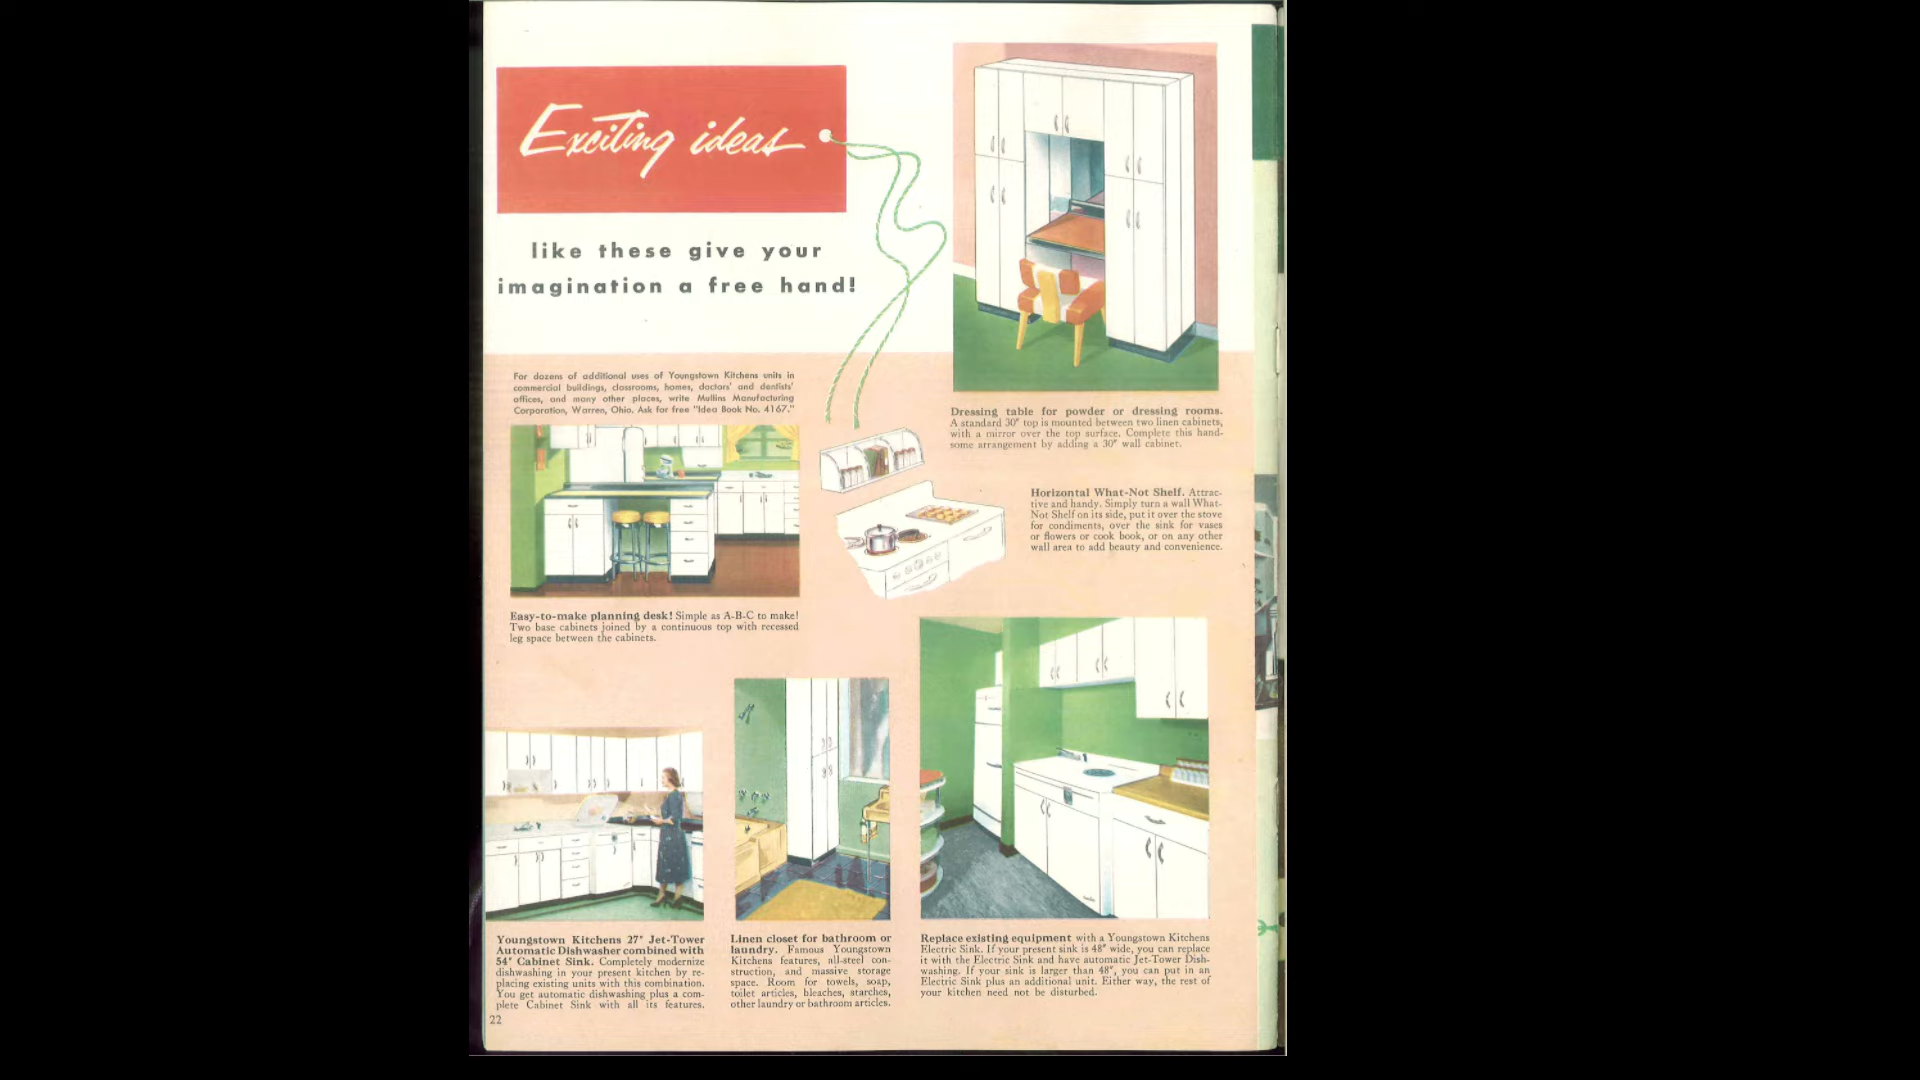 Exciting ideas
like these give your
imagination a free hand!
For dozens of additional uses of Youngstown Kitchens units in
commercial buildings, classrooms, homes, doctors' and dentists'
offices, and many other places, write Mullins Manufacturing
Corporation, Warren, Ohio. Ask for free "Idea Book No. 4167."
Dressing table for powder or dressing rooms.
A standard 30" top is mounted between two linen cabinets,
with a mirror over the top surface. Complete this hand-
some arrangement by adding a 30" wall cabinet.
Horizontal What-Not Shelf. Attrac-
tive and handy. Simply turn a wall What-
Not Shelf on its side, put it over the stove
for condiments, over the sink for vases
or flowers or cook book, or on any other
wall area to add beauty and convenience.
Easy-to-make planning desk! Simple as A-B-C to make!
Two base cabinets joined by a continuous top with recessed
leg space between the cabinets.
Youngstown Kitchens 27" Jet-Tower
Automatic Dishwasher combined with
54" Cabinet Sink. Completely modernize
dishwashing in your present kitchen by re-
placing existing units with this combination.
You get automatic dishwashing plus a com-
plete Cabinet Sink with all its features.
Linen closet for bathroom or
laundry. Famous Youngstown
Kitchens features, all-steel con-
struction, and massive storage
space. Room for towels, soap,
toilet articles, bleaches, starches,
other laundry or bathroom articles.
Replace existing equipment with a Youngstown Kitchens
Electric Sink. If your present sink is 48" wide, you can replace
it with the Electric Sink and have automatic Jet-Tower Dish-
washing. If your sink is larger than 48", you can put in an
Electric Sink plus an additional unit. Either way, the rest of
your kitchen need not be disturbed.
22